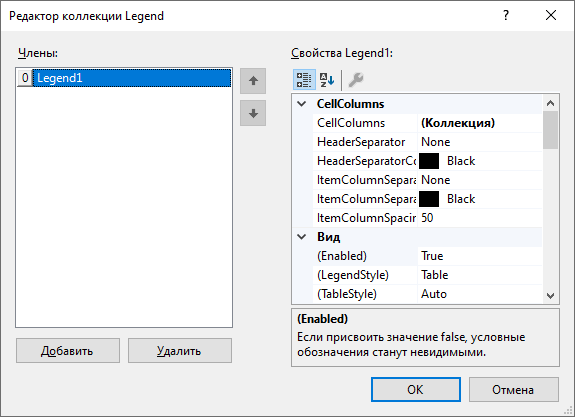 Редактор коллекции Legend
Члены:
0 Legend1
Добавить
Удалить
Свойства Legend1:
A Z
CellColumns
CellColumns (Коллекция)
HeaderSeparator None
HeaderSeparatorCo Black
ItemColumnSepara None
ItemColumnSepara Black
ItemColumnSpacin 50
Вид
(Enabled) True
(LegendStyle) Table
(TableStyle) Auto
(Enabled)
Если присвоить значение false, условные
обозначения станут невидимыми.
ОК
Отмена